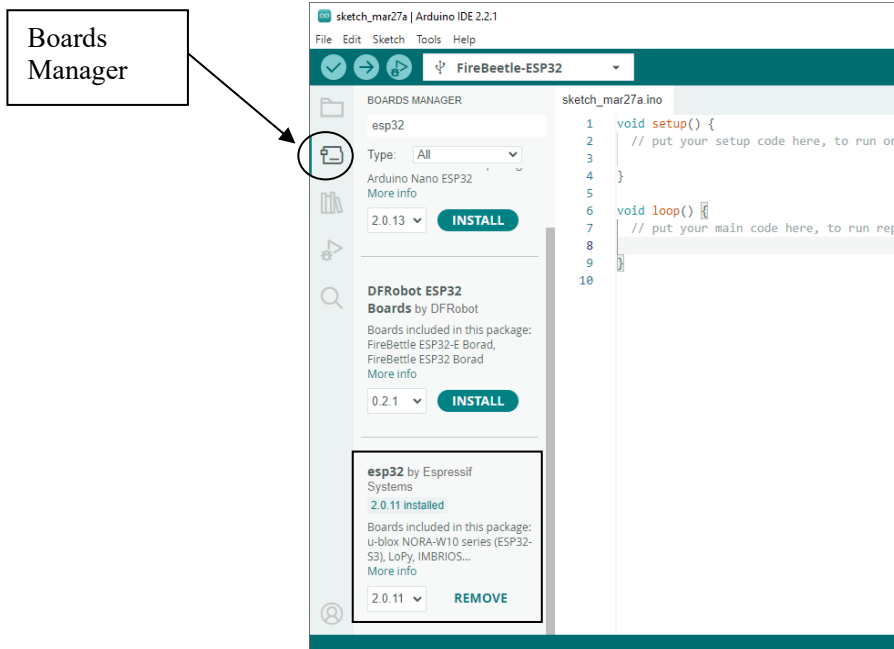 Boards
Manager
sketch_mar27a | Arduino IDE 2.2.1
File Edit Sketch Tools Help
FireBeetle-ESP32
BOARDS MANAGER
esp32
Type: All
Arduino Nano ESP32
More info
2.0.13 INSTALL
DFRobot ESP32
Boards by DFRobot
Boards included in this package:
FireBettle ESP32-E Borad,
FireBettle ESP32 Borad
More info
0.2.1 INSTALL
esp32 by Espressif
Systems
2.0.11 installed
Boards included in this package:
u-blox NORA-W10 series (ESP32-
S3), LoPy, IMBRIOS...
More info
2.0.11 REMOVE
sketch_mar27a.ino
1 void setup() {
2 // put your setup code here, to run
3
4 }
5
6 void loop() {
7 // put your main code here, to run
8
9 }
10